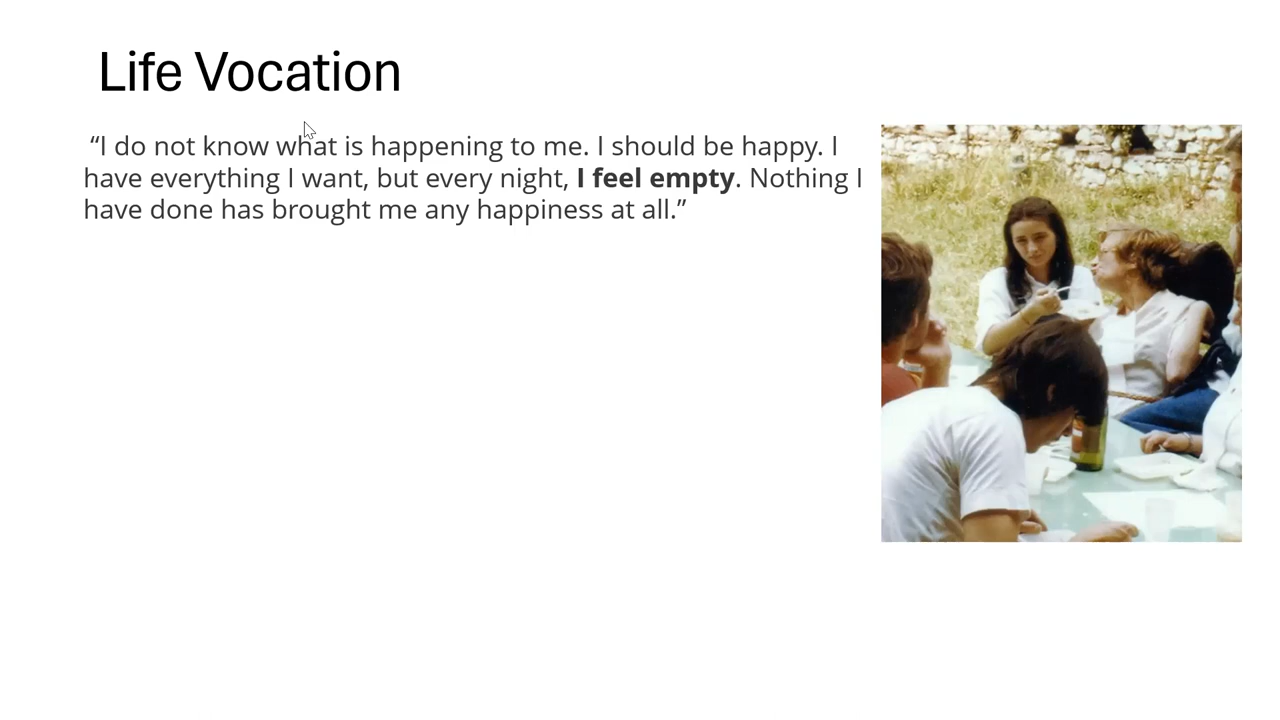 Life Vocation
“I do not know what is happening to me. I should be happy. I
have everything I want, but every night, I feel empty. Nothing I
have done has brought me any happiness at all.”